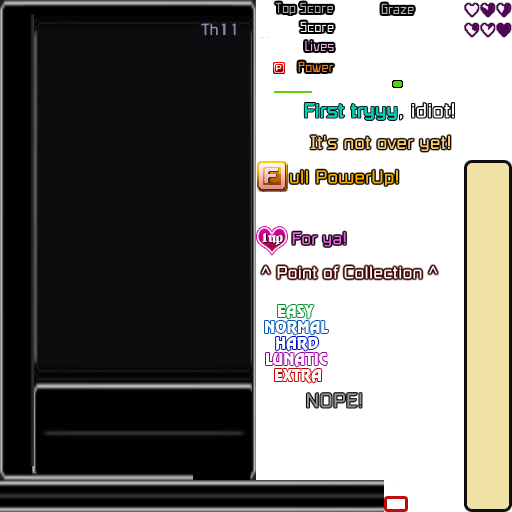 Th11
Top Score
Graze
Score
Lives
P Power
First tryyy, idiot!
It's not over yet!
Full PowerUp!
1up For ya!
^ Point of Collection ^
EASY
NORMAL
HARD
LUNATIC
EXTRA
NOPE!